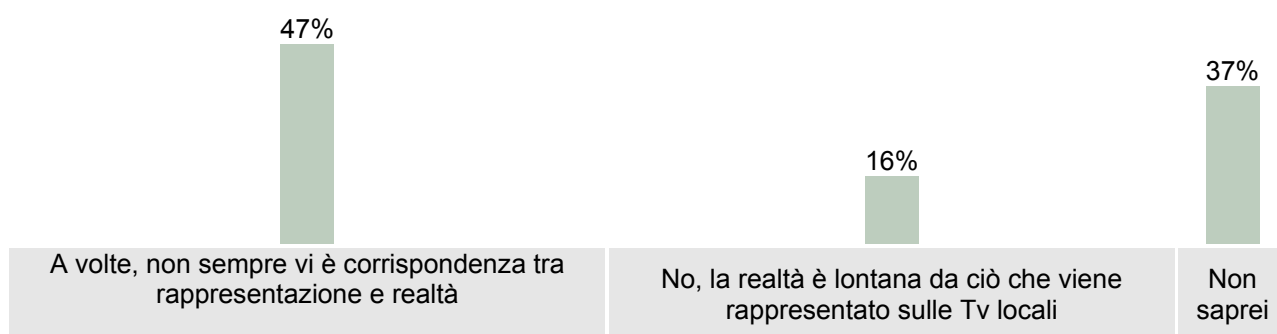 47%
37%
16%
A volte, non sempre vi è corrispondenza tra
rappresentazione e realtà
No, la realtà è lontana da ciò che viene
rappresentato sulle Tv locali
Non
saprei